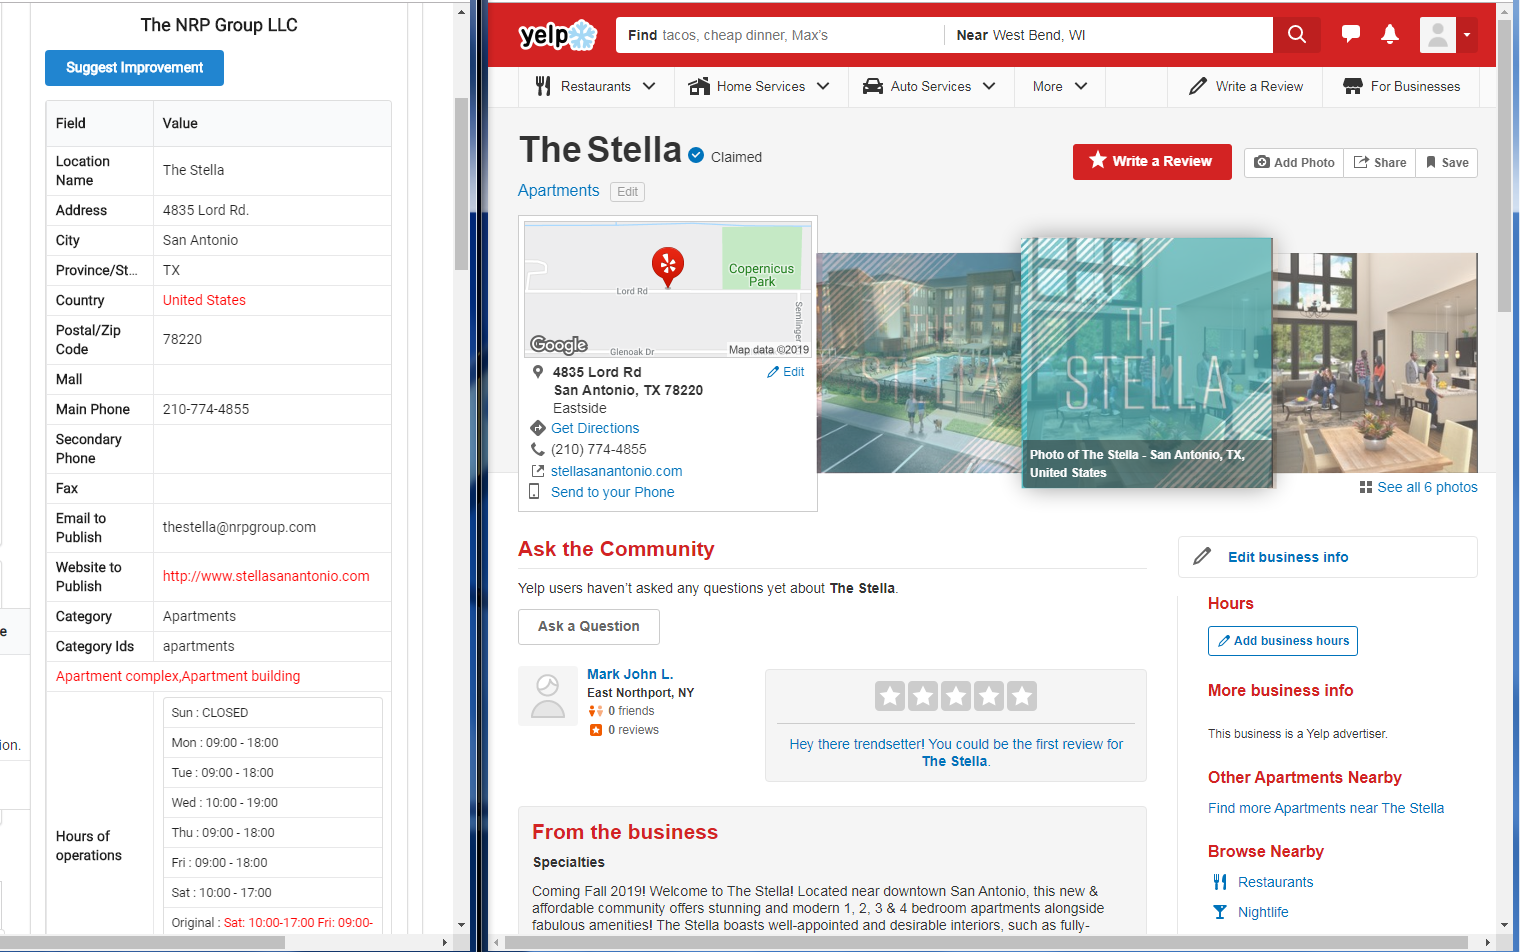 The NRP Group LLC
Suggest Improvement
Field Value
Location Name The Stella
Address 4835 Lord Rd.
City San Antonio
Province/St... TX
Country United States
Postal/Zip Code 78220
Mall
Main Phone 210-774-4855
Secondary Phone
Fax
Email to Publish thestella@nrpgroup.com
Website to Publish http://www.stellasanantonio.com
Category Apartments
Category Ids apartments
Apartment complex,Apartment building
Hours of operations
Sun : CLOSED
Mon : 09:00 - 18:00
Tue : 09:00 - 18:00
Wed : 10:00 - 19:00
Thu : 09:00 - 18:00
Fri : 09:00 - 18:00
Sat : 10:00 - 17:00
Original : Sat: 10:00-17:00 Fri: 09:00-
e
ion.
yelp
Find tacos, cheap dinner, Max's
Near West Bend, WI
Restaurants
Home Services
Auto Services
More
Write a Review
For Businesses
The Stella
Claimed
Write a Review
Add Photo
Share
Save
Apartments
Edit
Copernicus
Park
Lord Rd
Semlinger
Glenoak Dr
Google
Map data ©2019
4835 Lord Rd
San Antonio, TX 78220
Eastside
Edit
Get Directions
(210) 774-4855
stellasanantonio.com
Send to your Phone
STELLA
THE
STELLA
Photo of The Stella - San Antonio, TX,
United States
See all 6 photos
Ask the Community
Yelp users haven't asked any questions yet about The Stella.
Ask a Question
Mark John L.
East Northport, NY
0 friends
0 reviews
Hey there trendsetter! You could be the first review for
The Stella.
From the business
Specialties
Coming Fall 2019! Welcome to The Stella! Located near downtown San Antonio, this new &
affordable community offers stunning and modern 1, 2, 3 & 4 bedroom apartments alongside
fabulous amenities! The Stella boasts well-appointed and desirable interiors, such as fully-
Edit business info
Hours
Add business hours
More business info
This business is a Yelp advertiser.
Other Apartments Nearby
Find more Apartments near The Stella
Browse Nearby
Restaurants
Nightlife